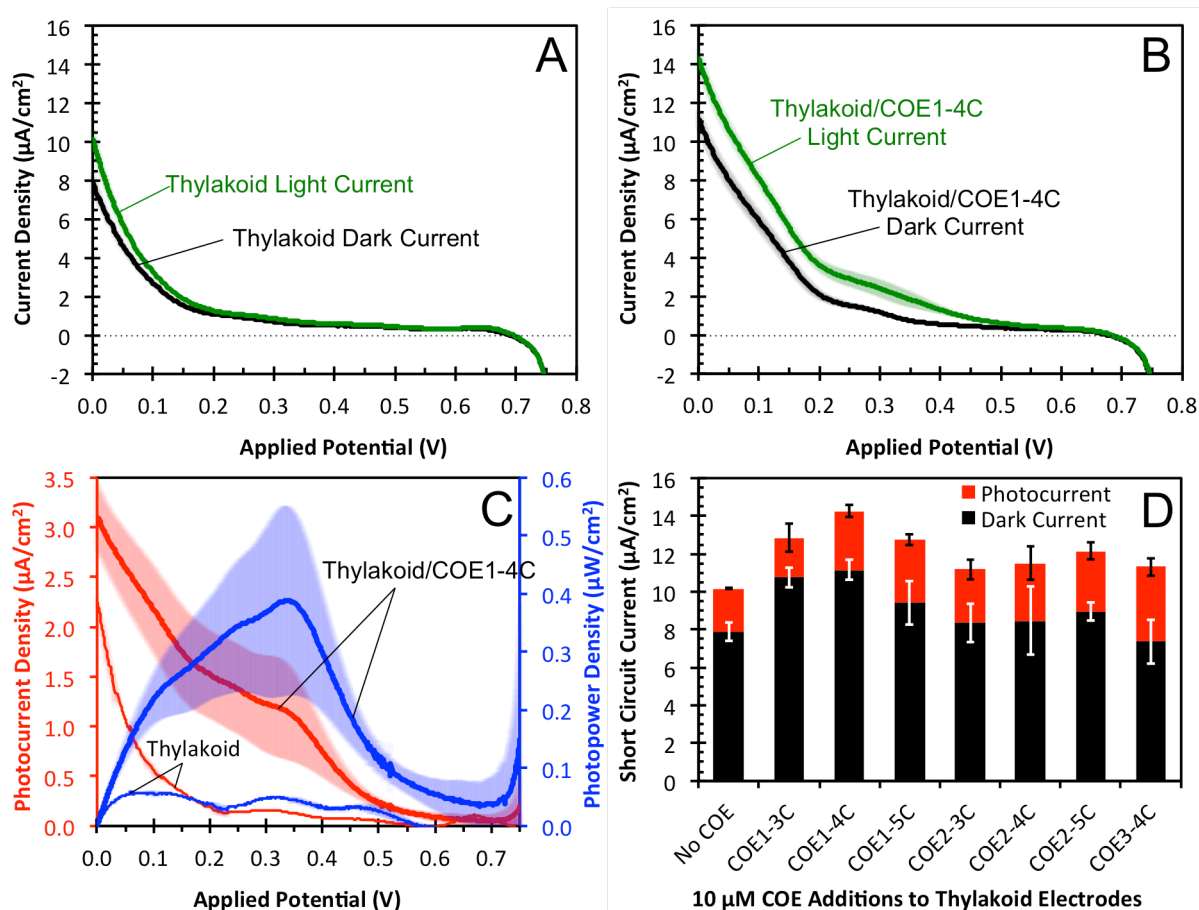 A
Current Density (µA/cm²)
16
14
12
10
8
6
4
2
0
-2
Thylakoid Light Current
Thylakoid Dark Current
0.0 0.1 0.2 0.3 0.4 0.5 0.6 0.7 0.8
Applied Potential (V)
B
Current Density (µA/cm²)
16
14
12
10
8
6
4
2
0
-2
Thylakoid/COE1-4C
Light Current
Thylakoid/COE1-4C
Dark Current
0.0 0.1 0.2 0.3 0.4 0.5 0.6 0.7 0.8
Applied Potential (V)
C
Photocurrent Density (µA/cm²)
3.5
3.0
2.5
2.0
1.5
1.0
0.5
0.0
Thylakoid/COE1-4C
Thylakoid
0.6
0.5
0.4
0.3
0.2
0.1
0.0
Photopower Density (µW/cm²)
0.0 0.1 0.2 0.3 0.4 0.5 0.6 0.7
Applied Potential (V)
D
Short Circuit Current (µA/cm²)
16
14
12
10
8
6
4
2
0
Photocurrent
Dark Current
No COE
COE1-3C
COE1-4C
COE1-5C
COE2-3C
COE2-4C
COE2-5C
COE3-4C
10 µM COE Additions to Thylakoid Electrodes